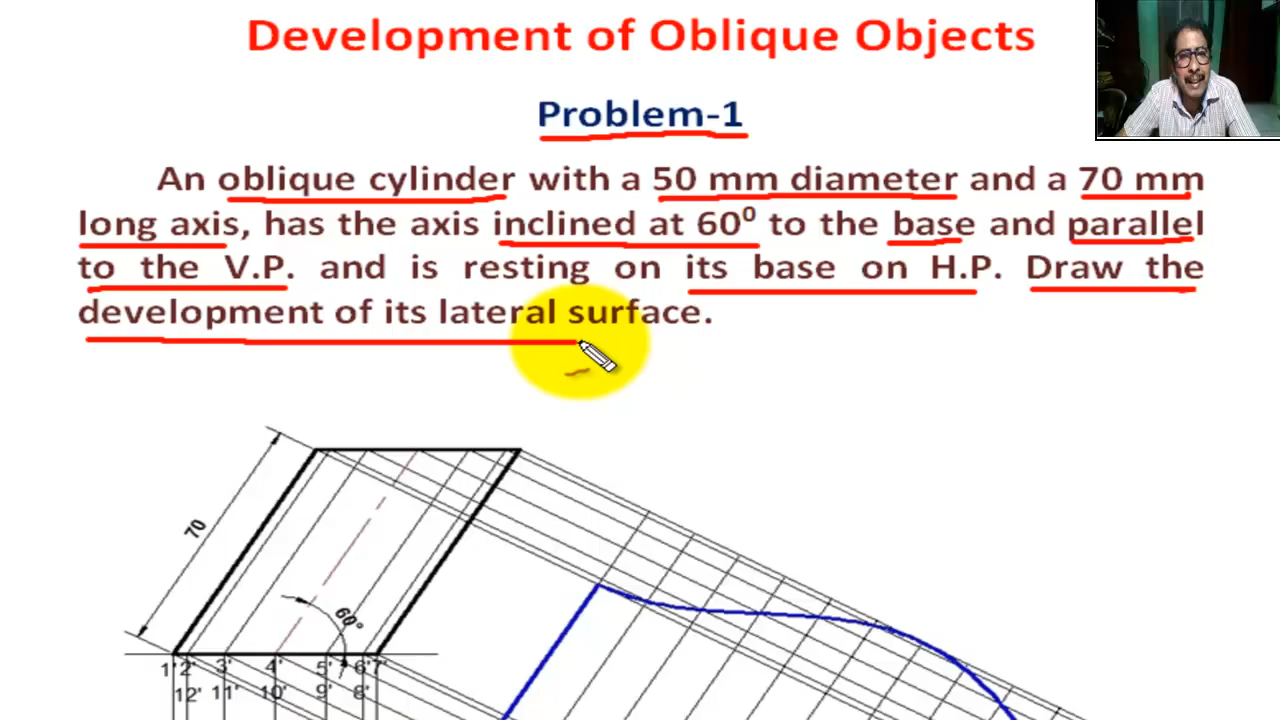 Development of Oblique Objects
Problem-1
An oblique cylinder with a 50 mm diameter and a 70 mm
long axis, has the axis inclined at 60⁰ to the base and parallel
to the V.P. and is resting on its base on H.P. Draw the
development of its lateral surface.
70
60°
1' 2' 3' 4' 5' 6' 7'
12' 11' 10' 9' 8'